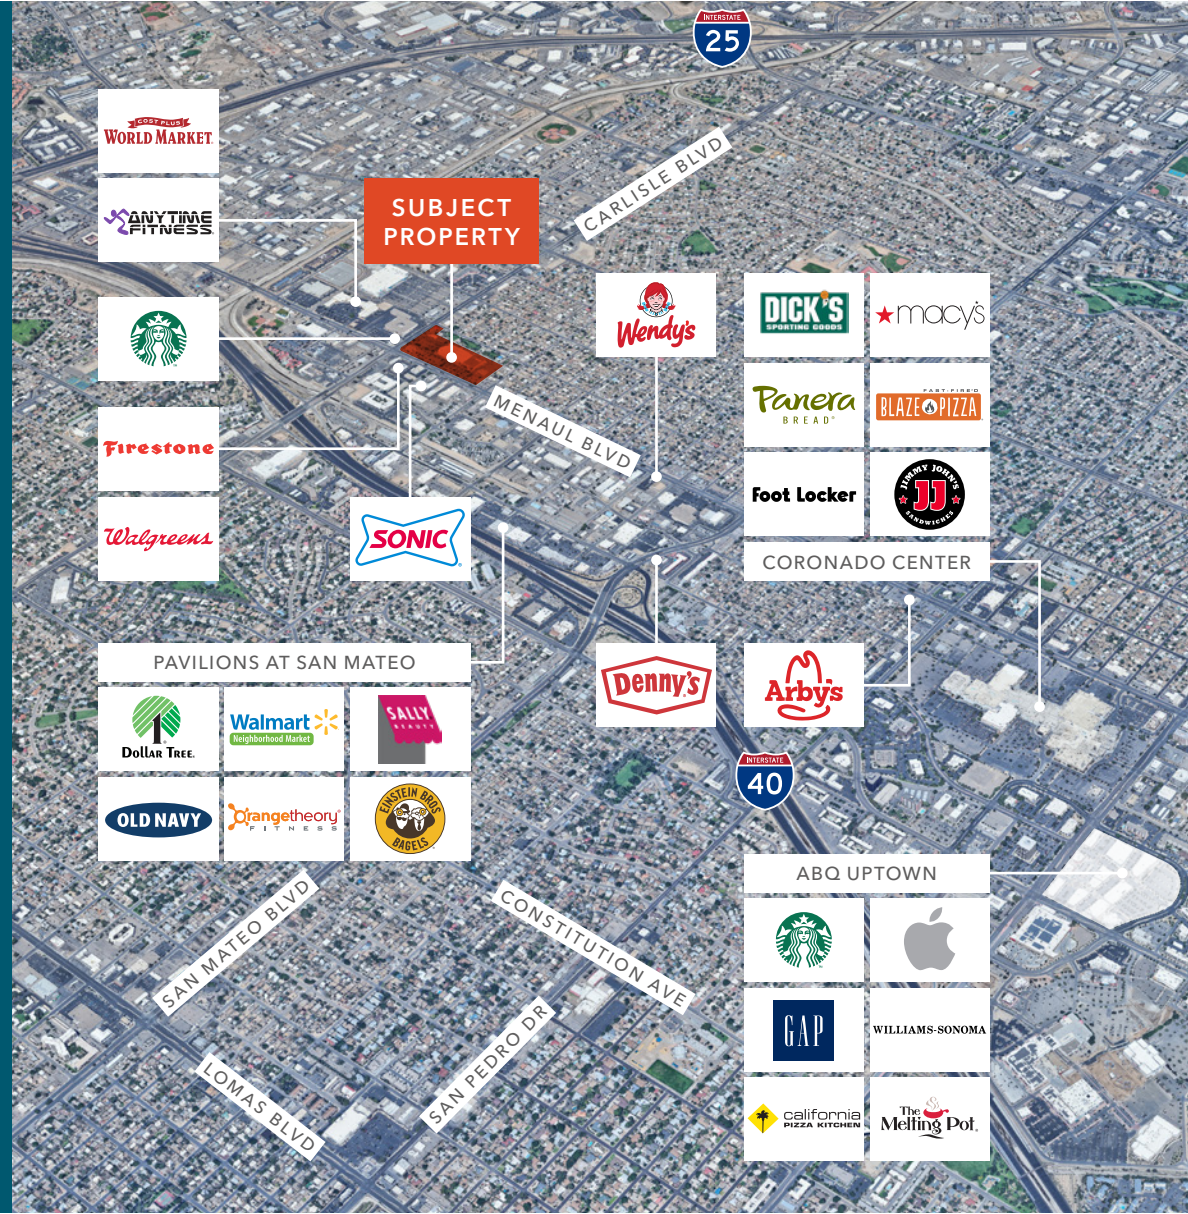 INTERSTATE
25
COST PLUS
WORLD MARKET
ANYTIME
FITNESS
SUBJECT
PROPERTY
CARLISLE BLVD
Wendy's
DICK'S
SPORTING GOODS
macy's
Panera
BREAD
FAST-FIRE'D
BLAZE PIZZA
Foot Locker
JIMMY JOHN'S
JJ
SANDWICHES
CORONADO CENTER
Firestone
Walgreens
MENAUL BLVD
SONIC
PAVILIONS AT SAN MATEO
1
DOLLAR TREE
Walmart
Neighborhood Market
SALLY
BEAUTY
OLD NAVY
Orangetheory
FITNESS
EINSTEIN BROS
BAGELS
Denny's
Arby's
INTERSTATE
40
SAN MATEO BLVD
CONSTITUTION AVE
LOMAS BLVD
SAN PEDRO DR
ABQ UPTOWN
GAP
WILLIAMS-SONOMA
california
PIZZA KITCHEN
The
Melting Pot